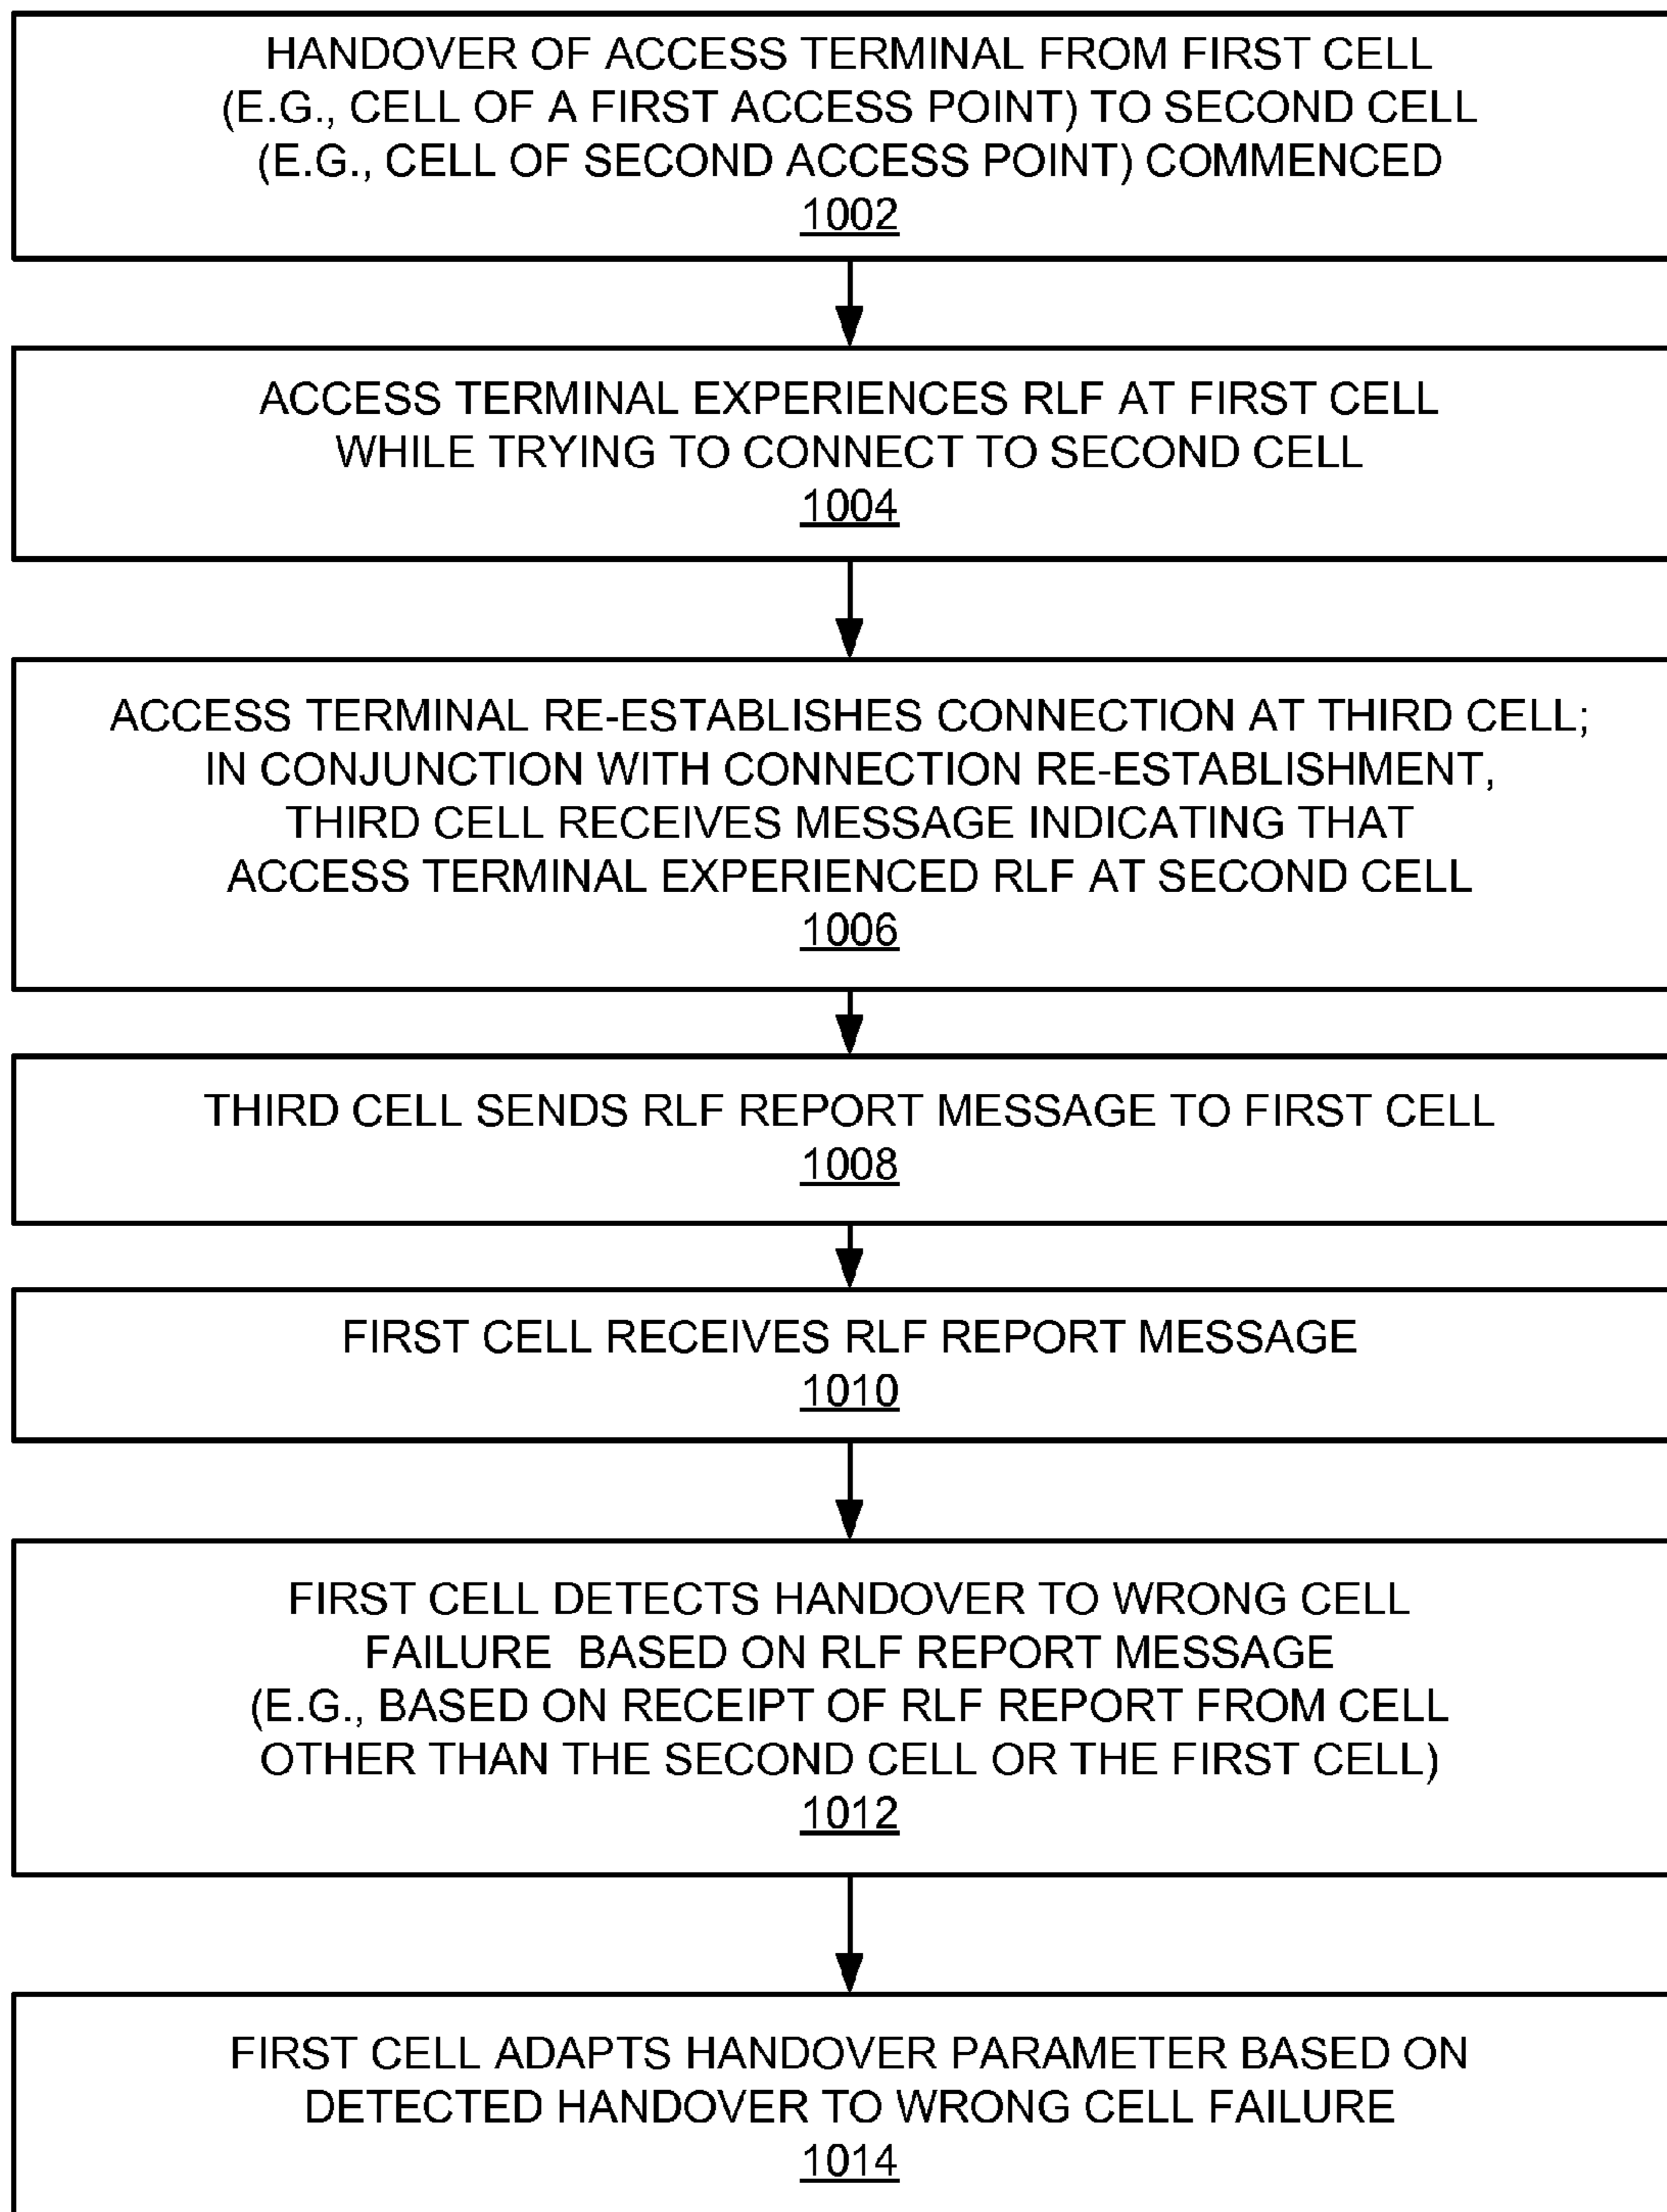 HANDOVER OF ACCESS TERMINAL FROM FIRST CELL
(E.G., CELL OF A FIRST ACCESS POINT) TO SECOND CELL
(E.G., CELL OF SECOND ACCESS POINT) COMMENCED
1002
ACCESS TERMINAL EXPERIENCES RLF AT FIRST CELL
WHILE TRYING TO CONNECT TO SECOND CELL
1004
ACCESS TERMINAL RE-ESTABLISHES CONNECTION AT THIRD CELL;
IN CONJUNCTION WITH CONNECTION RE-ESTABLISHMENT,
THIRD CELL RECEIVES MESSAGE INDICATING THAT
ACCESS TERMINAL EXPERIENCED RLF AT SECOND CELL
1006
THIRD CELL SENDS RLF REPORT MESSAGE TO FIRST CELL
1008
FIRST CELL RECEIVES RLF REPORT MESSAGE
1010
FIRST CELL DETECTS HANDOVER TO WRONG CELL
FAILURE BASED ON RLF REPORT MESSAGE
(E.G., BASED ON RECEIPT OF RLF REPORT FROM CELL
OTHER THAN THE SECOND CELL OR THE FIRST CELL)
1012
FIRST CELL ADAPTS HANDOVER PARAMETER BASED ON
DETECTED HANDOVER TO WRONG CELL FAILURE
1014